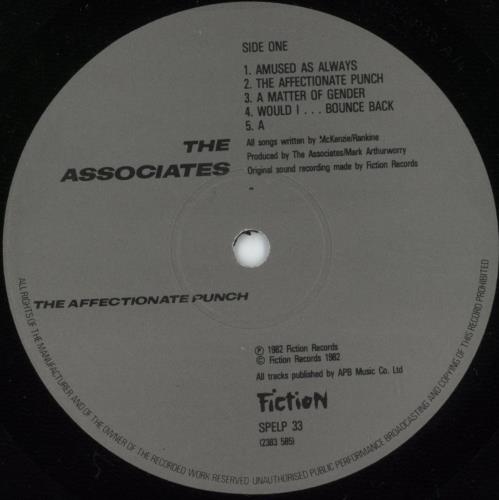 SIDE ONE
1. AMUSED AS ALWAYS
2. THE AFFECTIONATE PUNCH
3. A MATTER OF GENDER
4. WOULD I . . . BOUNCE BACK
5. A
All songs written by McKenzie/Rankine
Produced by The Associates/Mark Arthurworry
Original sound recording made by Fiction Records
THE
ASSOCIATES
THE AFFECTIONATE PUNCH
Ⓟ 1982 Fiction Records
© Fiction Records 1982
All tracks published by APB Music Co. Ltd
Fiction
SPELP 33
(2383 585)
ALL RIGHTS OF THE MANUFACTURER AND OF THE OWNER OF THE RECORDED WORK RESERVED UNAUTHORISED PUBLIC PERFORMANCE BROADCASTING AND COPYING OF THIS RECORD PROHIBITED